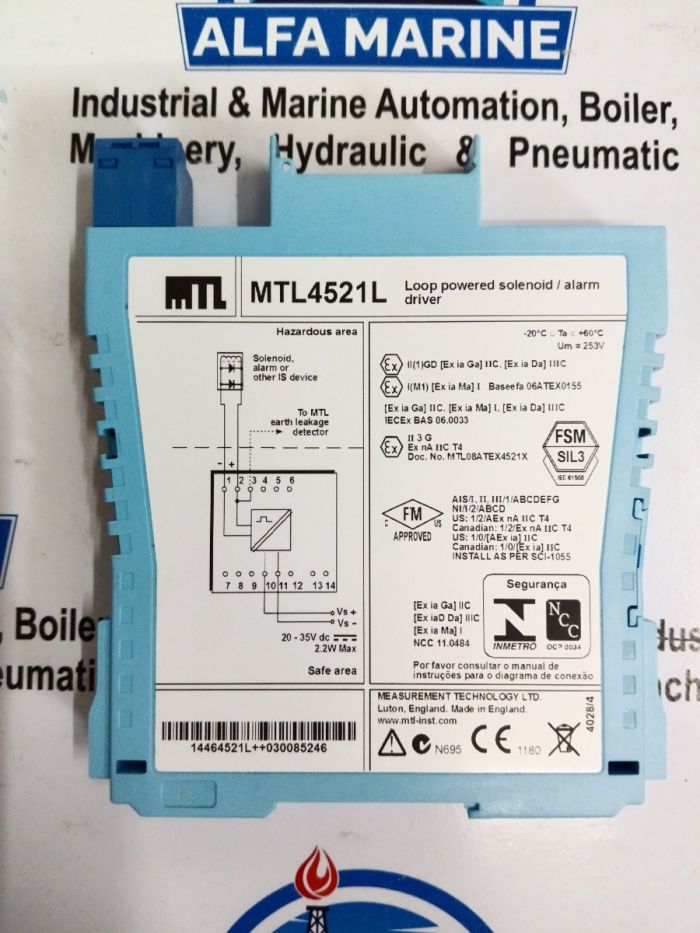 ALFA MARINE
Industrial & Marine Automation, Boiler,
Hydraulic & Pneumatic
MTL
MTL4521L
Loop powered solenoid / alarm
driver
Hazardous area
Solenoid,
alarm or
other IS device
To MTL
earth leakage
detector
- +
1 2 3 4 5 6
7 8 9 10 11 12 13 14
Vs +
Vs -
20 - 35V dc
2.2W Max
Safe area
-20°C ≤ Ta ≤ +60°C
Um = 253V
Ex II(1)GD [Ex ia Ga] IIC, [Ex ia Da] IIIC
Ex I(M1) [Ex ia Ma] I Baseefa 06ATEX0155
[Ex ia Ga] IIC, [Ex ia Ma] I, [Ex ia Da] IIIC
IECEx BAS 06.0033
Ex II 3 G
Ex nA IIC T4
Doc. No. MTL08ATEX4521X
FSM
SIL3
IEC 61508
C FM US
APPROVED
AIS/I, II, III/1/ABCDEFG
NI/I/2/ABCD
US: 1/2/AEx nA IIC T4
Canadian: 1/2/Ex nA IIC T4
US: 1/0/[AEx ia] IIC
Canadian: 1/0/[Ex ia] IIC
INSTALL AS PER SCI-1055
[Ex ia Ga] IIC
[Ex iaD Da] IIIC
[Ex ia Ma] I
NCC 11.0484
Segurança
INMETRO
NCC
OCP 0034
Por favor consultar o manual de
instruções para o diagrama de conexão
14464521L++030085246
MEASUREMENT TECHNOLOGY LTD.
Luton, England. Made in England.
www.mtl-inst.com
N695
CE 1180
4028/4
, Boile
eumati